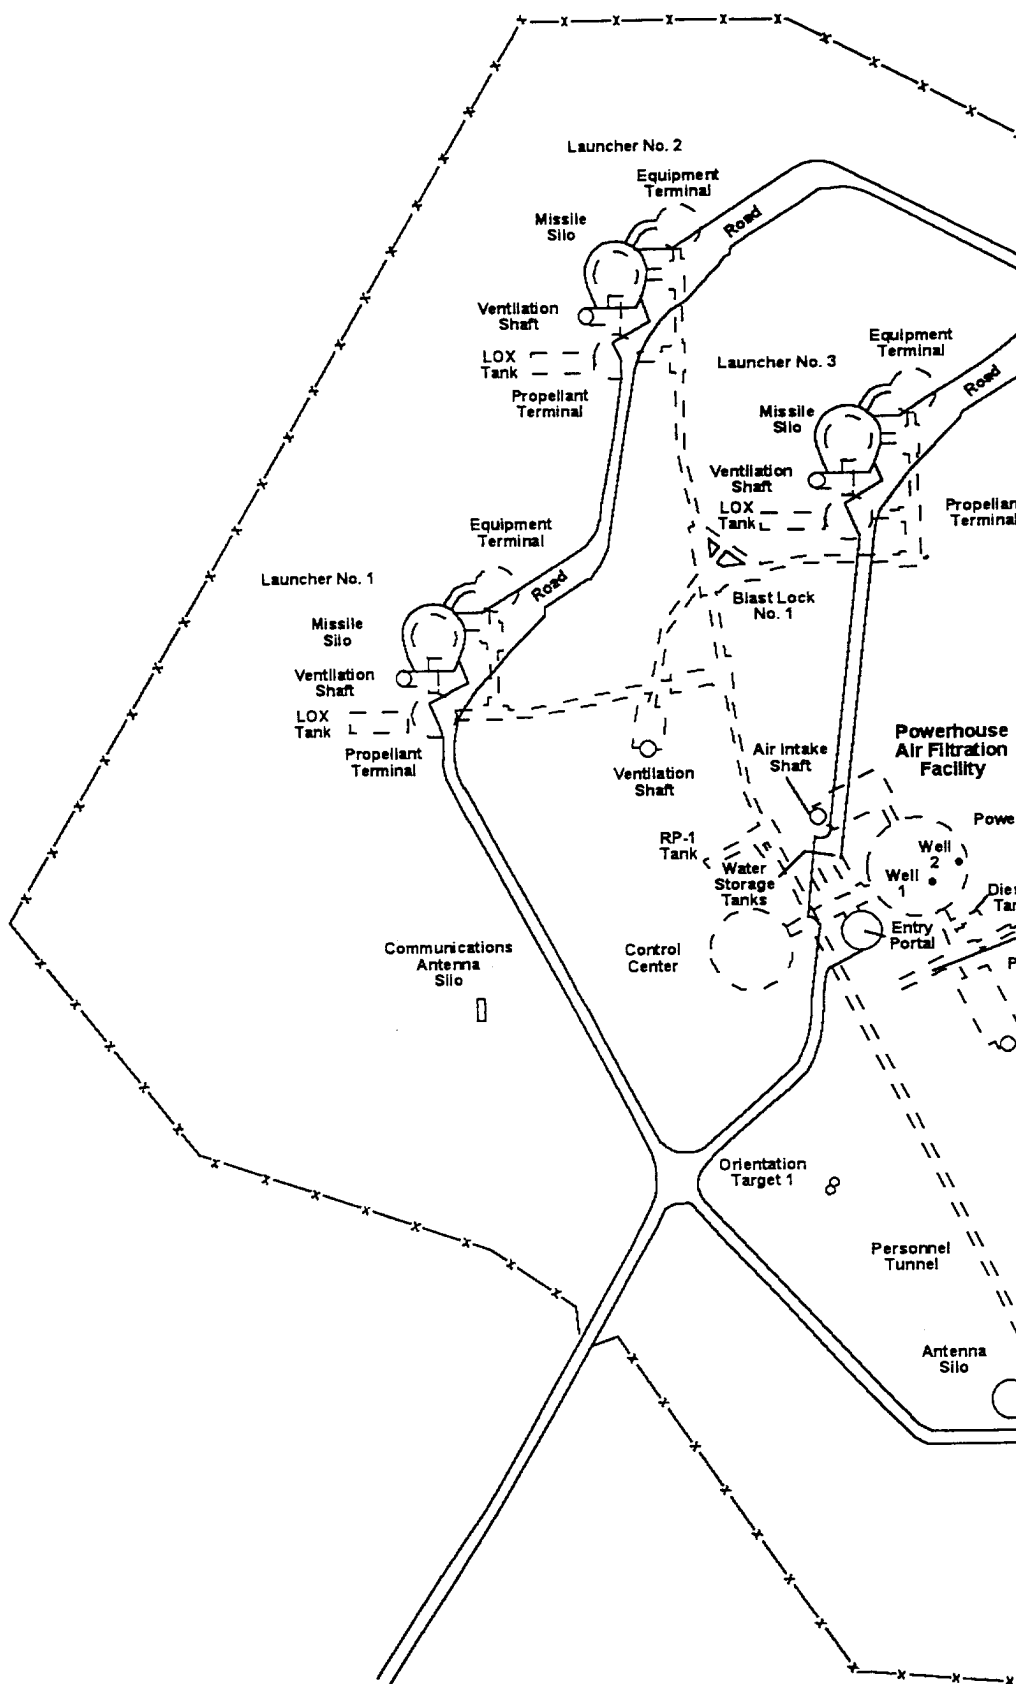 Launcher No. 2
Equipment
Terminal
Missile
Silo
Road
Ventilation
Shaft
LOX
Tank
Propellant
Terminal
Launcher No. 3
Equipment
Terminal
Missile
Silo
Road
Ventilation
Shaft
LOX
Tank
Propellan
Terminal
Equipment
Terminal
Launcher No. 1
Road
Missile
Silo
Blast Lock
No. 1
Ventilation
Shaft
LOX
Tank
Propellant
Terminal
Ventilation
Shaft
Air Intake
Shaft
Powerhouse
Air Filtration
Facility
Powe
RP-1
Tank
Water
Storage
Tanks
Well
2
Well
1
Dies
Tan
Entry
Portal
Control
Center
P
Communications
Antenna
Silo
Orientation
Target 1
Personnel
Tunnel
Antenna
Silo